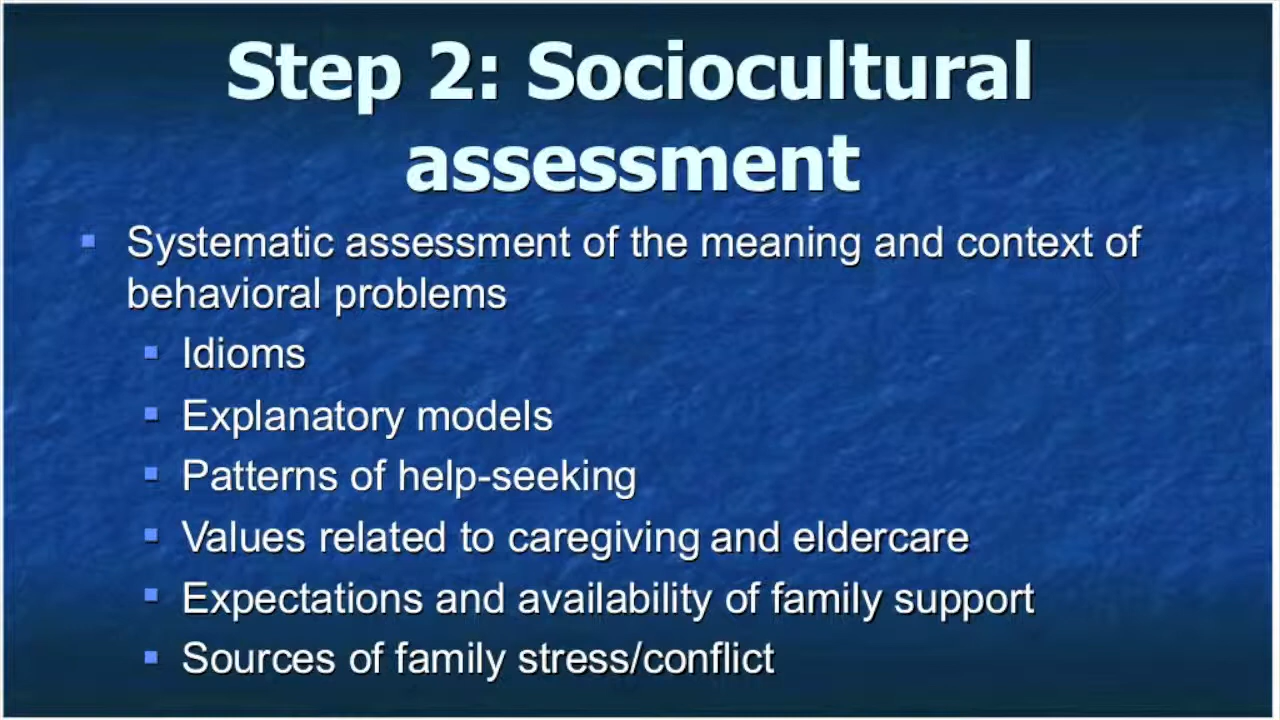 Step 2: Sociocultural
assessment
Systematic assessment of the meaning and context of
behavioral problems
Idioms
Explanatory models
Patterns of help-seeking
Values related to caregiving and eldercare
Expectations and availability of family support
Sources of family stress/conflict